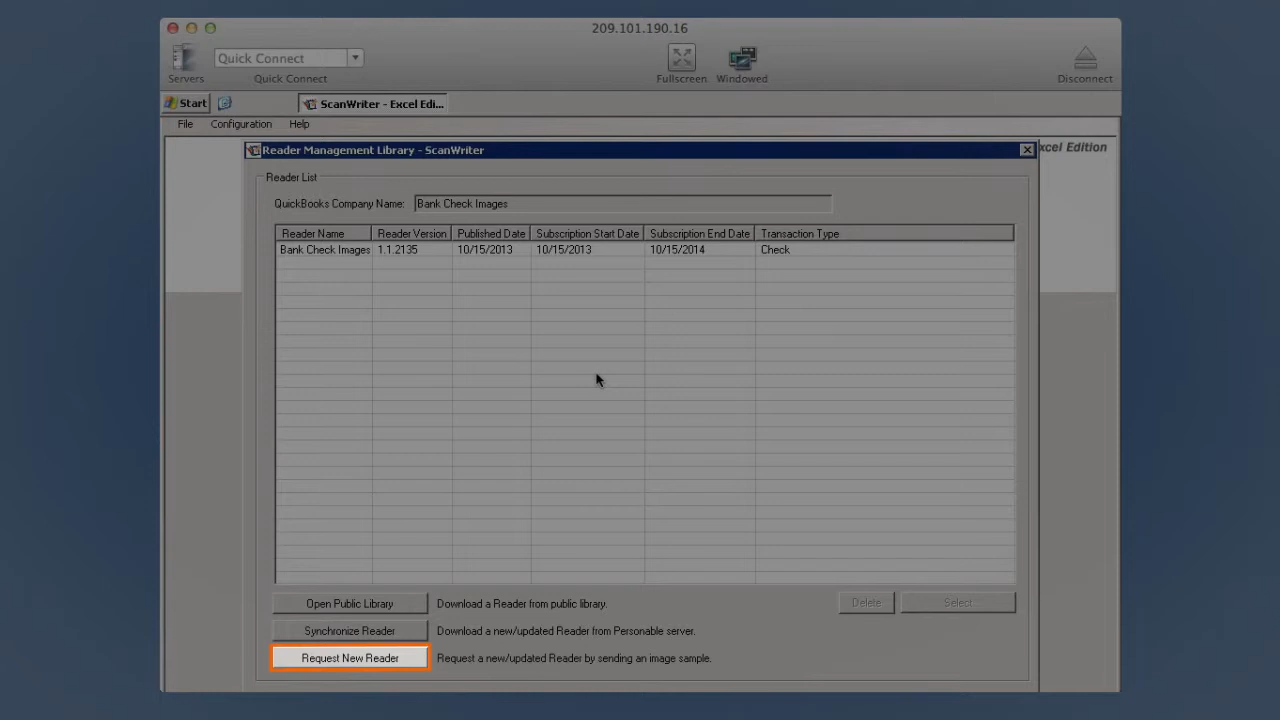 209.101.190.16
Quick Connect
Servers
Quick Connect
Fullscreen
Windowed
Disconnect
Start
ScanWriter - Excel Edi...
File Configuration Help
xcel Edition
Reader Management Library - ScanWriter
Reader List
QuickBooks Company Name: Bank Check Images
Reader Name Reader Version Published Date Subscription Start Date Subscription End Date Transaction Type
Bank Check Images 1.1.2135 10/15/2013 10/15/2013 10/15/2014 Check
Open Public Library Download a Reader from public library. Delete Select
Synchronize Reader Download a new/updated Reader from Personable server.
Request New Reader Request a new/updated Reader by sending an image sample.